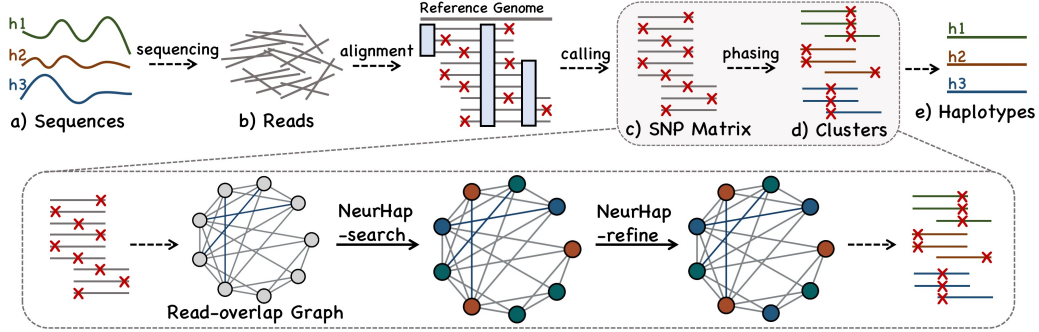 h1
h2
h3
a) Sequences
sequencing
b) Reads
alignment
Reference Genome
calling
c) SNP Matrix
phasing
d) Clusters
h1
h2
h3
e) Haplotypes
Read-overlap Graph
NeurHap
-search
NeurHap
-refine